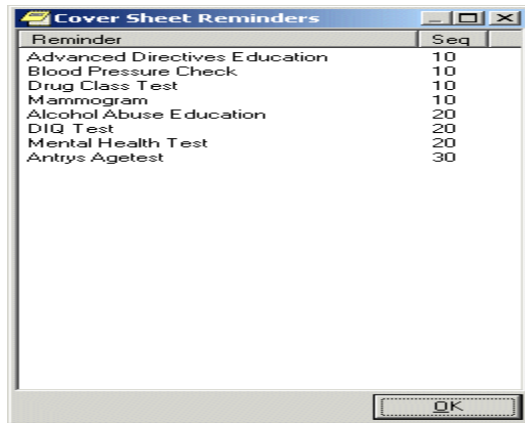 Cover Sheet Reminders
Reminder Seq
Advanced Directives Education 10
Blood Pressure Check 10
Drug Class Test 10
Mammogram 10
Alcohol Abuse Education 20
DIQ Test 20
Mental Health Test 20
Antrys Agetest 30
OK